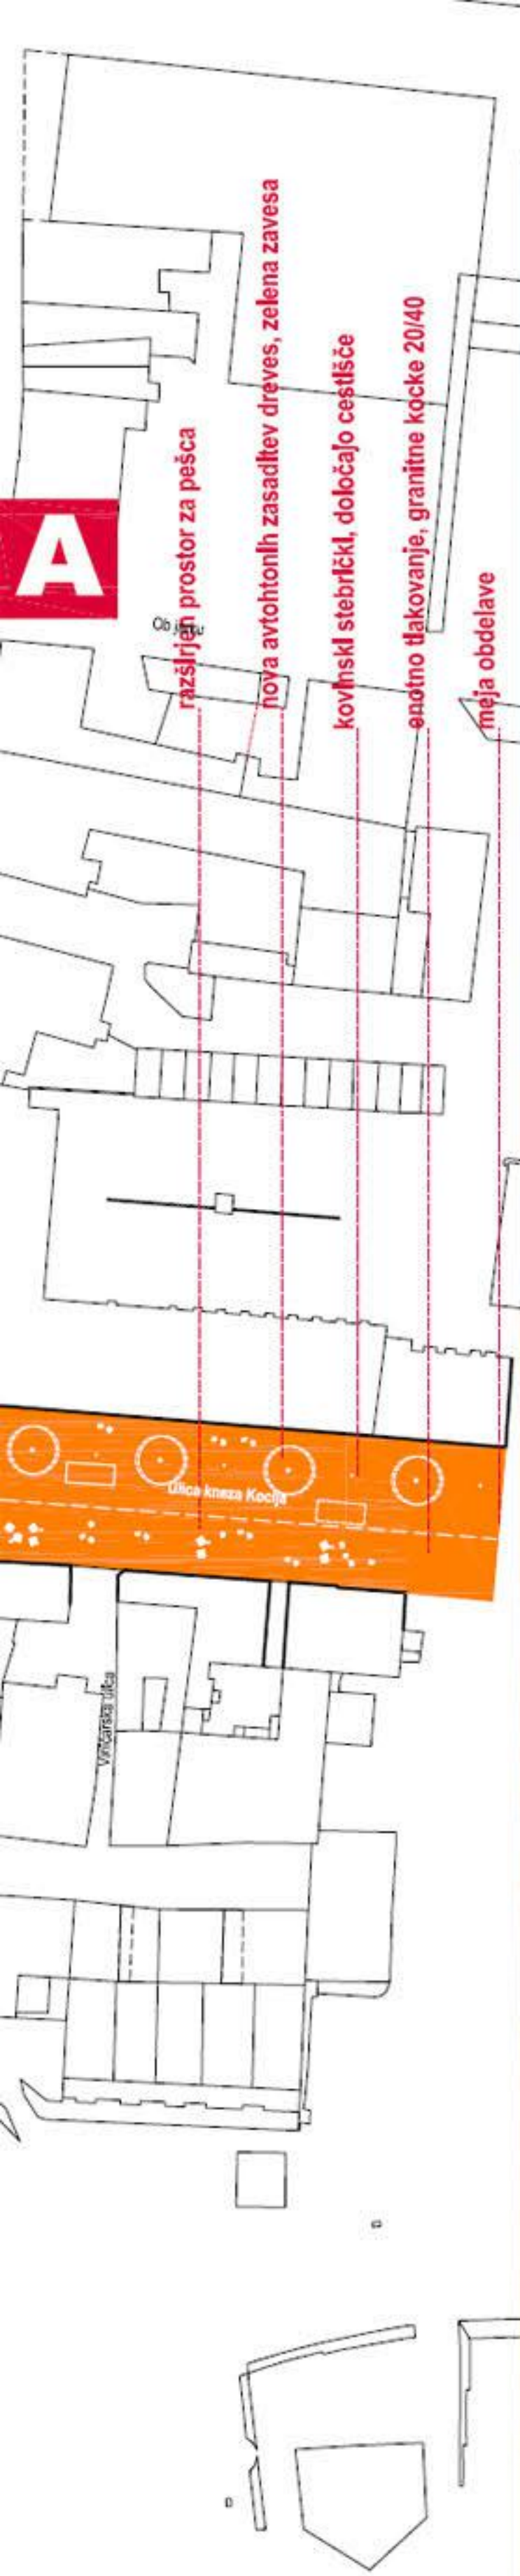 A
razširjen prostor za pešca
nova avtohtonih zasaditev dreves, zelena zavesa
kovinski stebrički, določajo cestišče
enotno tlakovanje, granitne kocke 20/40
meja obdelave
Ob jarku
Ulica kneza Koclja
Vinčarska ulica